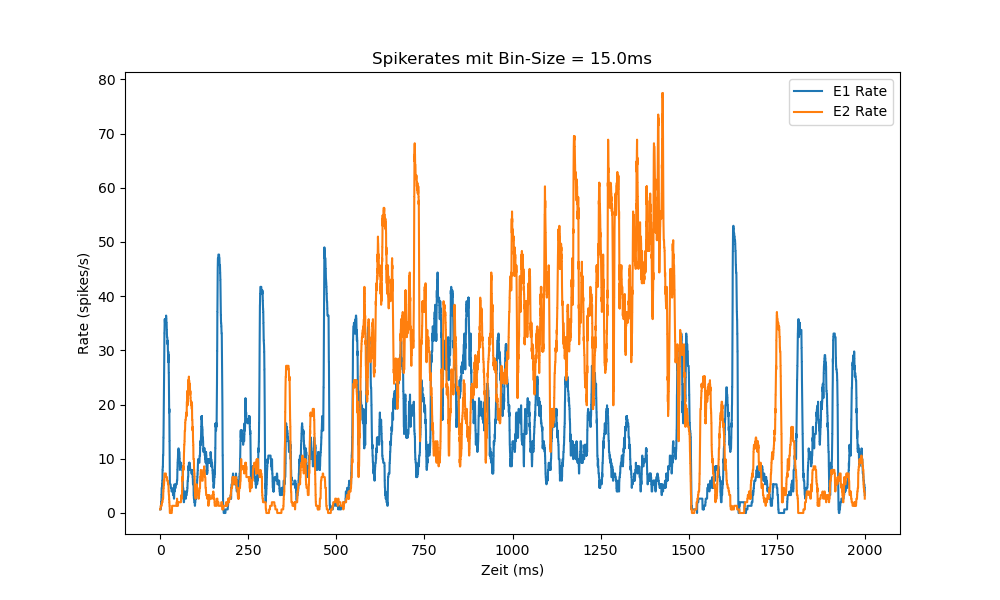 Spikerates mit Bin-Size = 15.0ms
E1 Rate
E2 Rate
Rate (spikes/s)
80
70
60
50
40
30
20
10
0
0 250 500 750 1000 1250 1500 1750 2000
Zeit (ms)